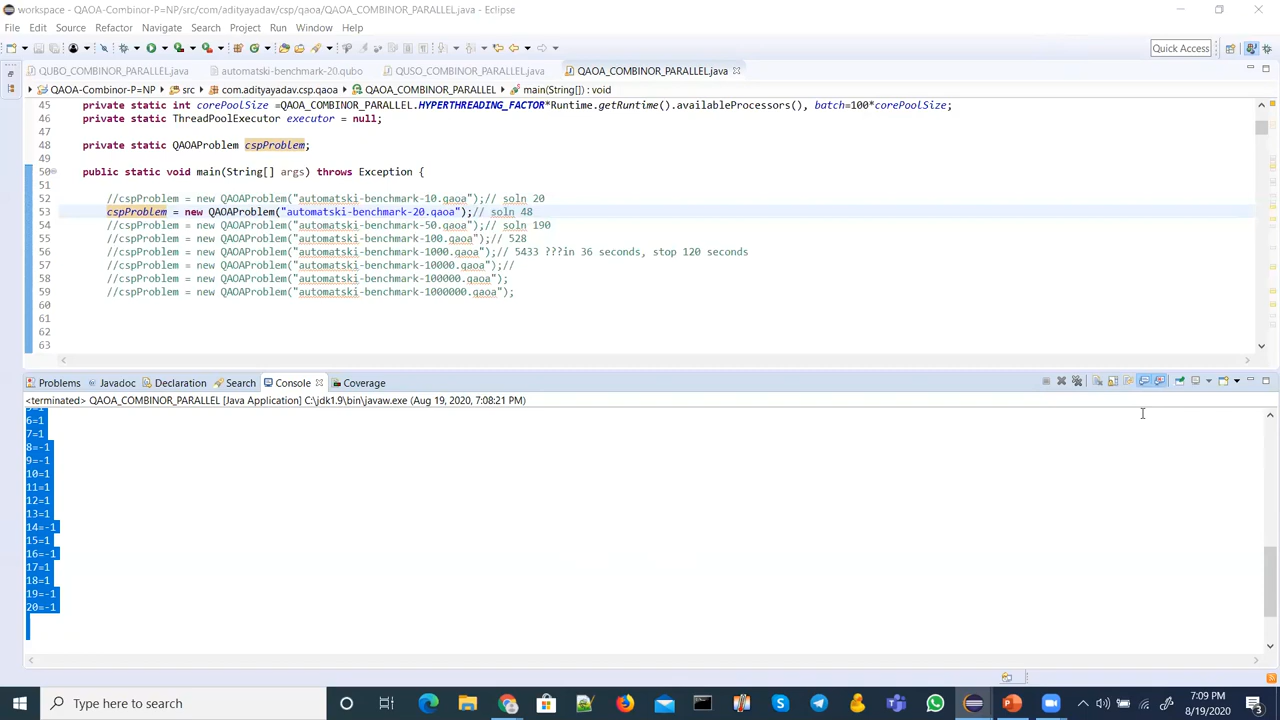 workspace - QAOA-Combinor-P=NP/src/com/adityayadav/csp/qaoa/QAOA_COMBINOR_PARALLEL.java - Eclipse
File Edit Source Refactor Navigate Search Project Run Window Help
Quick Access
QUBO_COMBINOR_PARALLEL.java automatski-benchmark-20.qubo QUSO_COMBINOR_PARALLEL.java QAOA_COMBINOR_PARALLEL.java
QAOA-Combinor-P=NP src com.adityayadav.csp.qaoa QAOA_COMBINOR_PARALLEL main(String[]) : void
45 private static int corePoolSize =QAOA_COMBINOR_PARALLEL.HYPERTHREADING_FACTOR*Runtime.getRuntime().availableProcessors(), batch=100*corePoolSize;
46 private static ThreadPoolExecutor executor = null;
47
48 private static QAOAProblem cspProblem;
49
50 public static void main(String[] args) throws Exception {
51
52 //cspProblem = new QAOAProblem("automatski-benchmark-10.qaoa");// soln 20
53 cspProblem = new QAOAProblem("automatski-benchmark-20.qaoa");// soln 48
54 //cspProblem = new QAOAProblem("automatski-benchmark-50.qaoa");// soln 190
55 //cspProblem = new QAOAProblem("automatski-benchmark-100.qaoa");// 528
56 //cspProblem = new QAOAProblem("automatski-benchmark-1000.qaoa");// 5433 ???in 36 seconds, stop 120 seconds
57 //cspProblem = new QAOAProblem("automatski-benchmark-10000.qaoa");//
58 //cspProblem = new QAOAProblem("automatski-benchmark-100000.qaoa");
59 //cspProblem = new QAOAProblem("automatski-benchmark-1000000.qaoa");
60
61
62
63
Problems Javadoc Declaration Search Console Coverage
<terminated> QAOA_COMBINOR_PARALLEL [Java Application] C:\jdk1.9\bin\javaw.exe (Aug 19, 2020, 7:08:21 PM)
6=1
7=1
8=-1
9=-1
10=1
11=1
12=1
13=1
14=-1
15=1
16=-1
17=1
18=1
19=-1
20=-1
Type here to search
7:09 PM
8/19/2020
3